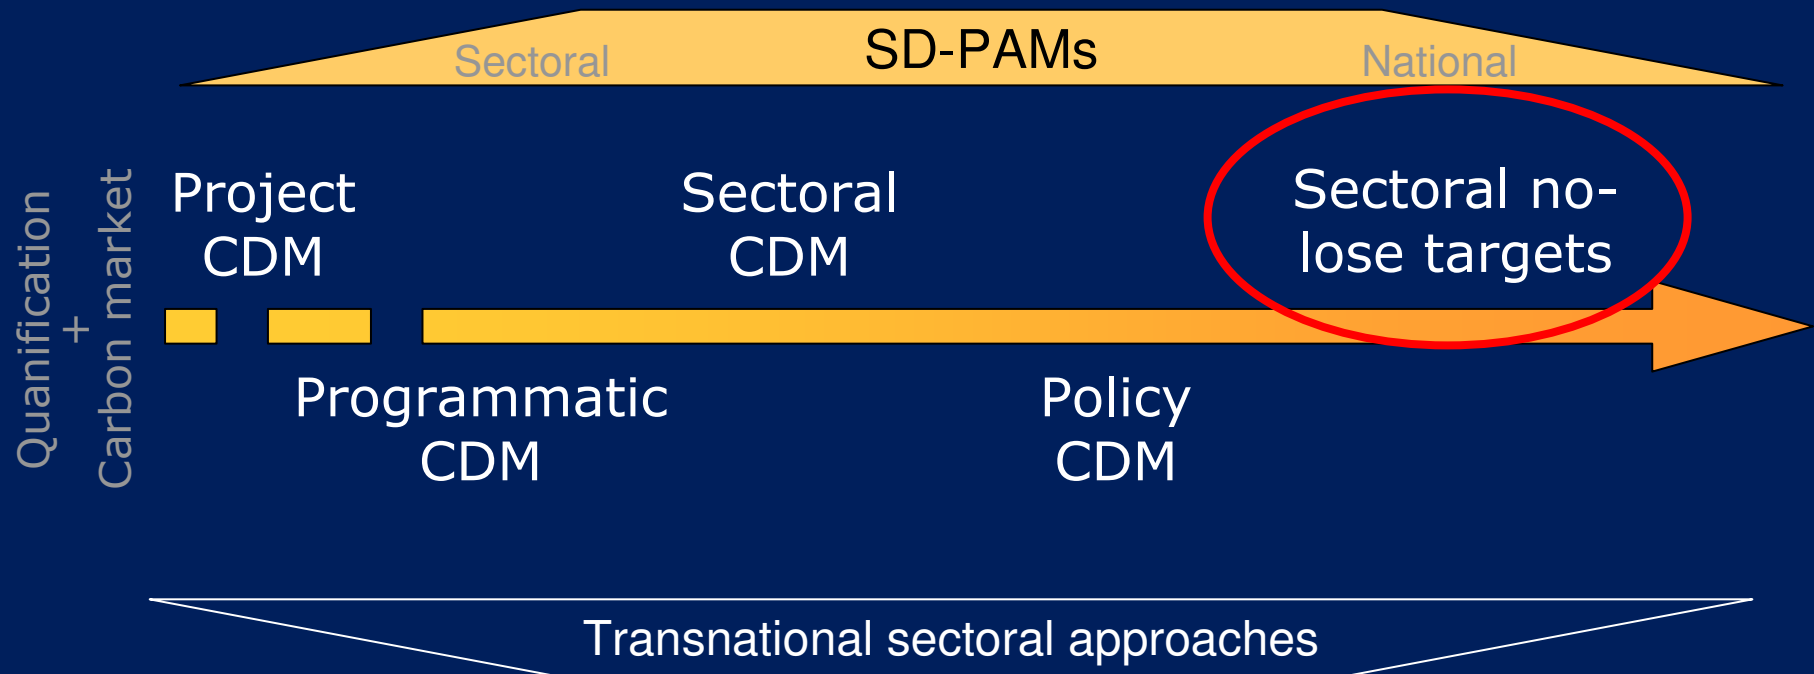 SD-PAMs
Sectoral
National
Quanification
+
Carbon market
Project
CDM
Sectoral
CDM
Sectoral no-
lose targets
Programmatic
CDM
Policy
CDM
Transnational sectoral approaches